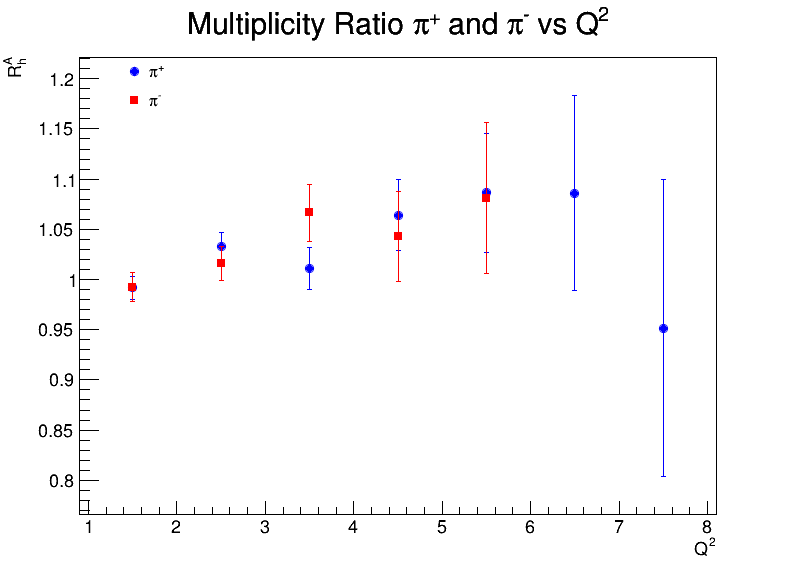 Multiplicity Ratio π⁺ and π⁻ vs Q²
R_h^A
π⁺
π⁻
1.2
1.15
1.1
1.05
1
0.95
0.9
0.85
0.8
1 2 3 4 5 6 7 8
Q²